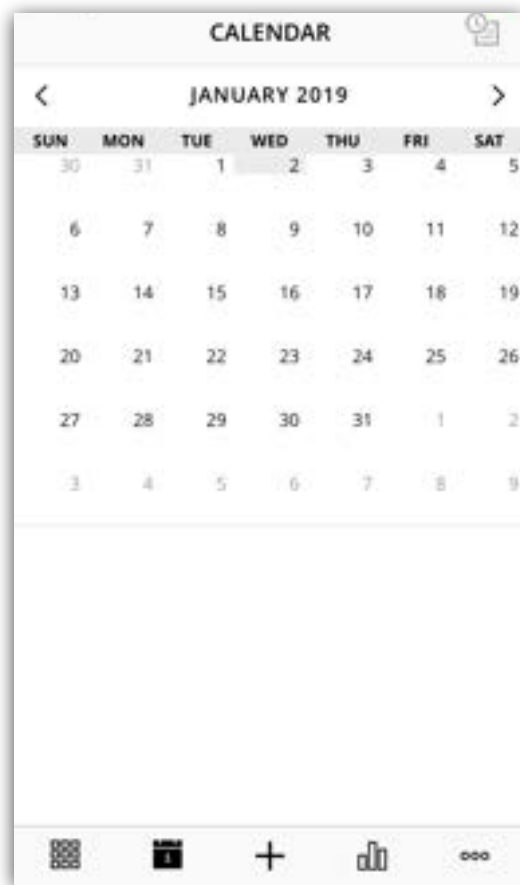 CALENDAR
JANUARY 2019
SUN MON TUE WED THU FRI SAT
30 31 1 2 3 4 5
6 7 8 9 10 11 12
13 14 15 16 17 18 19
20 21 22 23 24 25 26
27 28 29 30 31 1 2
3 4 5 6 7 8 9
1